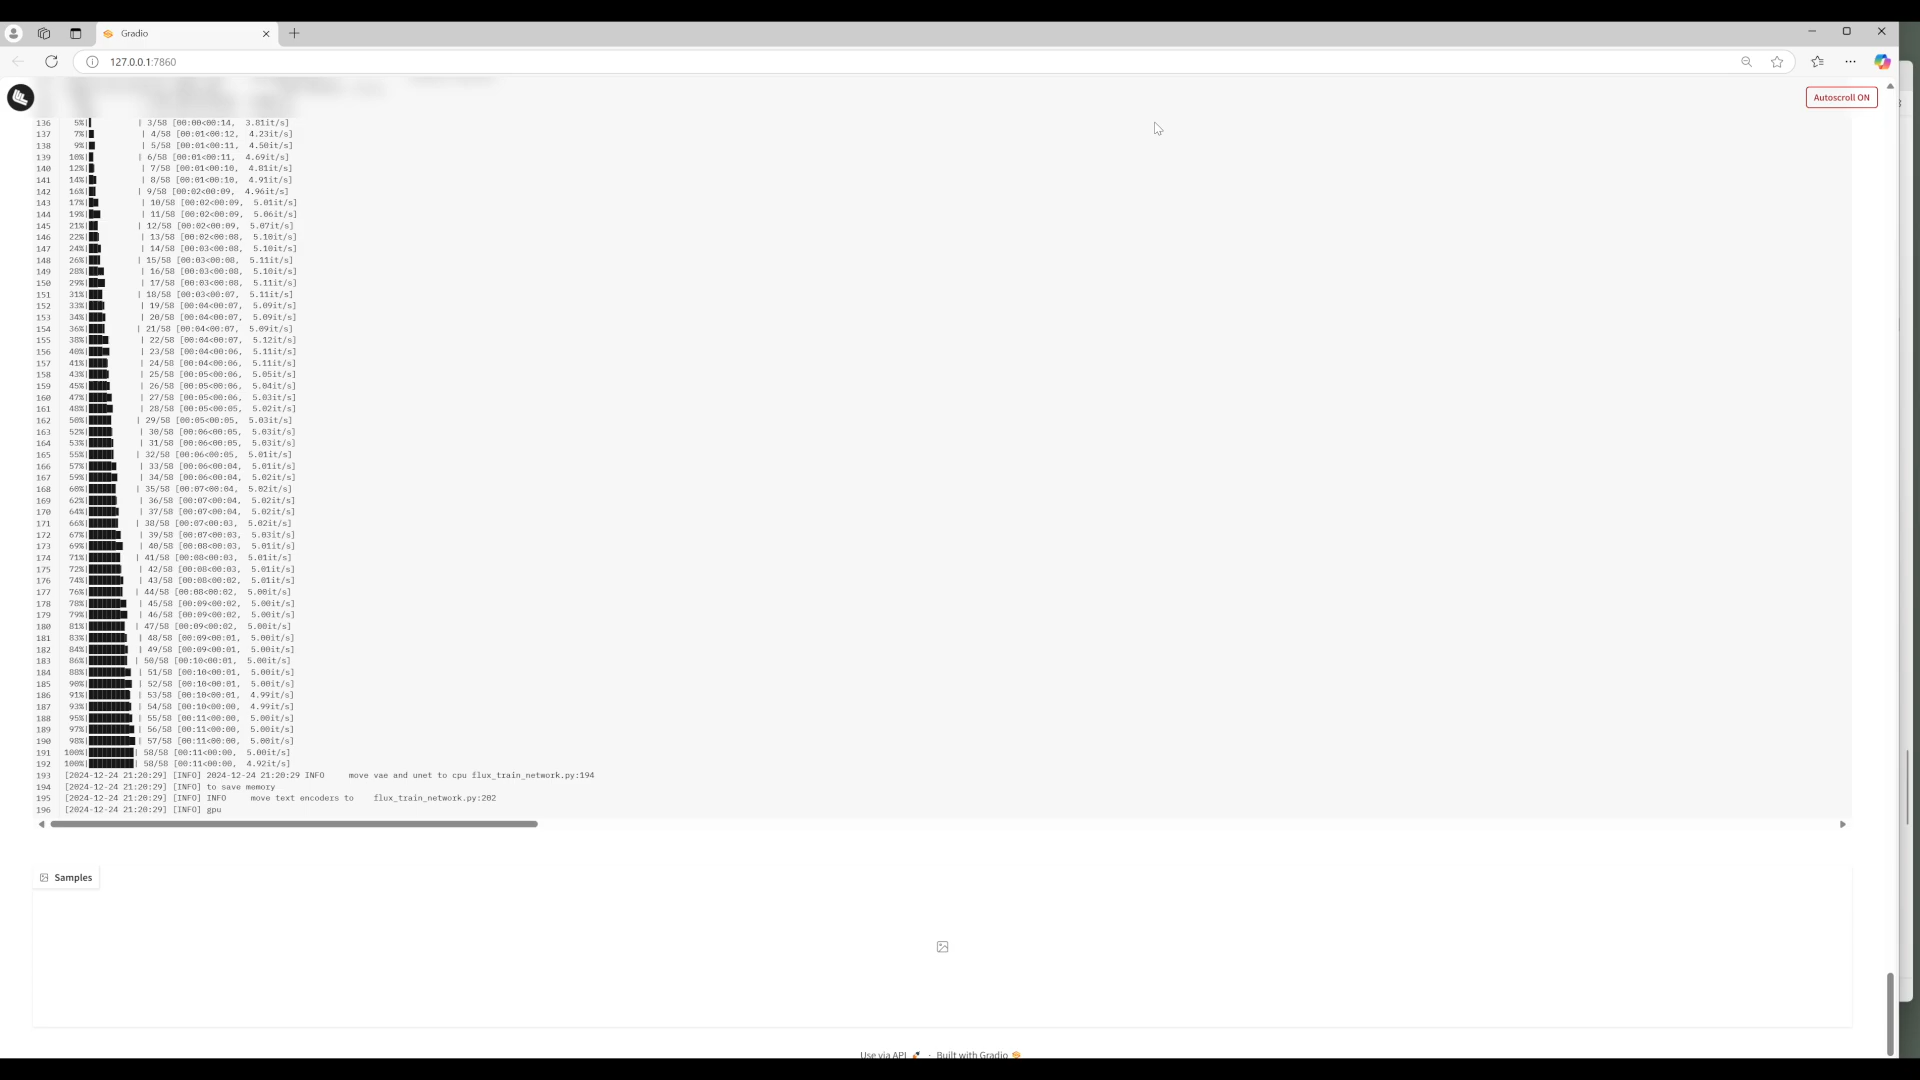 Gradio
127.0.0.1:7860
Autoscroll ON
136 5%| | 3/58 [00:00<00:14, 3.81it/s]
137 7%| | 4/58 [00:01<00:12, 4.23it/s]
138 9%| | 5/58 [00:01<00:11, 4.50it/s]
139 10%| | 6/58 [00:01<00:11, 4.69it/s]
140 12%| | 7/58 [00:01<00:10, 4.81it/s]
141 14%| | 8/58 [00:01<00:10, 4.91it/s]
142 16%| | 9/58 [00:02<00:09, 4.96it/s]
143 17%| | 10/58 [00:02<00:09, 5.01it/s]
144 19%| | 11/58 [00:02<00:09, 5.06it/s]
145 21%| | 12/58 [00:02<00:09, 5.07it/s]
146 22%| | 13/58 [00:02<00:08, 5.10it/s]
147 24%| | 14/58 [00:03<00:08, 5.10it/s]
148 26%| | 15/58 [00:03<00:08, 5.11it/s]
149 28%| | 16/58 [00:03<00:08, 5.10it/s]
150 29%| | 17/58 [00:03<00:08, 5.11it/s]
151 31%| | 18/58 [00:03<00:07, 5.11it/s]
152 33%| | 19/58 [00:04<00:07, 5.09it/s]
153 34%| | 20/58 [00:04<00:07, 5.09it/s]
154 36%| | 21/58 [00:04<00:07, 5.09it/s]
155 38%| | 22/58 [00:04<00:07, 5.12it/s]
156 40%| | 23/58 [00:04<00:06, 5.11it/s]
157 41%| | 24/58 [00:04<00:06, 5.11it/s]
158 43%| | 25/58 [00:05<00:06, 5.05it/s]
159 45%| | 26/58 [00:05<00:06, 5.04it/s]
160 47%| | 27/58 [00:05<00:06, 5.03it/s]
161 48%| | 28/58 [00:05<00:05, 5.02it/s]
162 50%| | 29/58 [00:05<00:05, 5.03it/s]
163 52%| | 30/58 [00:06<00:05, 5.03it/s]
164 53%| | 31/58 [00:06<00:05, 5.03it/s]
165 55%| | 32/58 [00:06<00:05, 5.01it/s]
166 57%| | 33/58 [00:06<00:04, 5.01it/s]
167 59%| | 34/58 [00:06<00:04, 5.02it/s]
168 60%| | 35/58 [00:07<00:04, 5.02it/s]
169 62%| | 36/58 [00:07<00:04, 5.02it/s]
170 64%| | 37/58 [00:07<00:04, 5.02it/s]
171 66%| | 38/58 [00:07<00:03, 5.02it/s]
172 67%| | 39/58 [00:07<00:03, 5.03it/s]
173 69%| | 40/58 [00:08<00:03, 5.01it/s]
174 71%| | 41/58 [00:08<00:03, 5.01it/s]
175 72%| | 42/58 [00:08<00:03, 5.01it/s]
176 74%| | 43/58 [00:08<00:02, 5.01it/s]
177 76%| | 44/58 [00:08<00:02, 5.00it/s]
178 78%| | 45/58 [00:09<00:02, 5.00it/s]
179 79%| | 46/58 [00:09<00:02, 5.00it/s]
180 81%| | 47/58 [00:09<00:02, 5.00it/s]
181 83%| | 48/58 [00:09<00:01, 5.00it/s]
182 84%| | 49/58 [00:09<00:01, 5.00it/s]
183 86%| | 50/58 [00:10<00:01, 5.00it/s]
184 88%| | 51/58 [00:10<00:01, 5.00it/s]
185 90%| | 52/58 [00:10<00:01, 5.00it/s]
186 91%| | 53/58 [00:10<00:01, 4.99it/s]
187 93%| | 54/58 [00:10<00:00, 4.99it/s]
188 95%| | 55/58 [00:11<00:00, 5.00it/s]
189 97%| | 56/58 [00:11<00:00, 5.00it/s]
190 98%| | 57/58 [00:11<00:00, 5.00it/s]
191 100%| | 58/58 [00:11<00:00, 5.00it/s]
192 100%| | 58/58 [00:11<00:00, 4.92it/s]
193 [2024-12-24 21:20:29] [INFO] 2024-12-24 21:20:29 INFO move vae and unet to cpu flux_train_network.py:194
194 [2024-12-24 21:20:29] [INFO] to save memory
195 [2024-12-24 21:20:29] [INFO] INFO move text encoders to flux_train_network.py:202
196 [2024-12-24 21:20:29] [INFO] gpu
Samples
Use via API · Built with Gradio